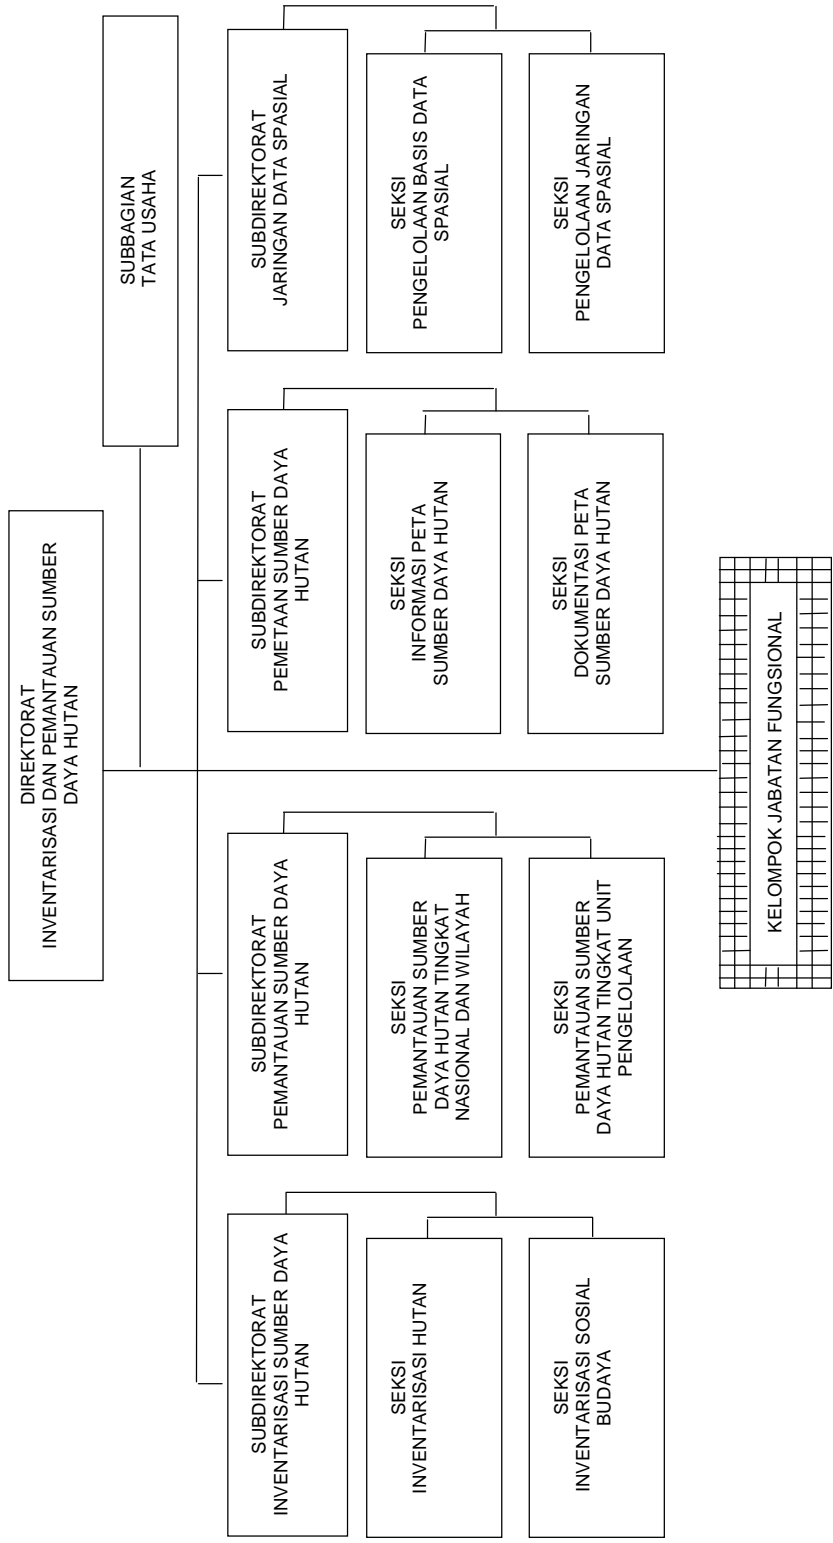 DIREKTORAT
INVENTARISASI DAN PEMANTAUAN SUMBER
DAYA HUTAN
SUBBAGIAN
TATA USAHA
SUBDIREKTORAT
INVENTARISASI SUMBER DAYA
HUTAN
SEKSI
INVENTARISASI HUTAN
SEKSI
INVENTARISASI SOSIAL
BUDAYA
SUBDIREKTORAT
PEMANTAUAN SUMBER DAYA
HUTAN
SEKSI
PEMANTAUAN SUMBER
DAYA HUTAN TINGKAT
NASIONAL DAN WILAYAH
SEKSI
PEMANTAUAN SUMBER
DAYA HUTAN TINGKAT UNIT
PENGELOLAAN
SUBDIREKTORAT
PEMETAAN SUMBER DAYA
HUTAN
SEKSI
INFORMASI PETA
SUMBER DAYA HUTAN
SEKSI
DOKUMENTASI PETA
SUMBER DAYA HUTAN
SUBDIREKTORAT
JARINGAN DATA SPASIAL
SEKSI
PENGELOLAAN BASIS DATA
SPASIAL
SEKSI
PENGELOLAAN JARINGAN
DATA SPASIAL
KELOMPOK JABATAN FUNGSIONAL